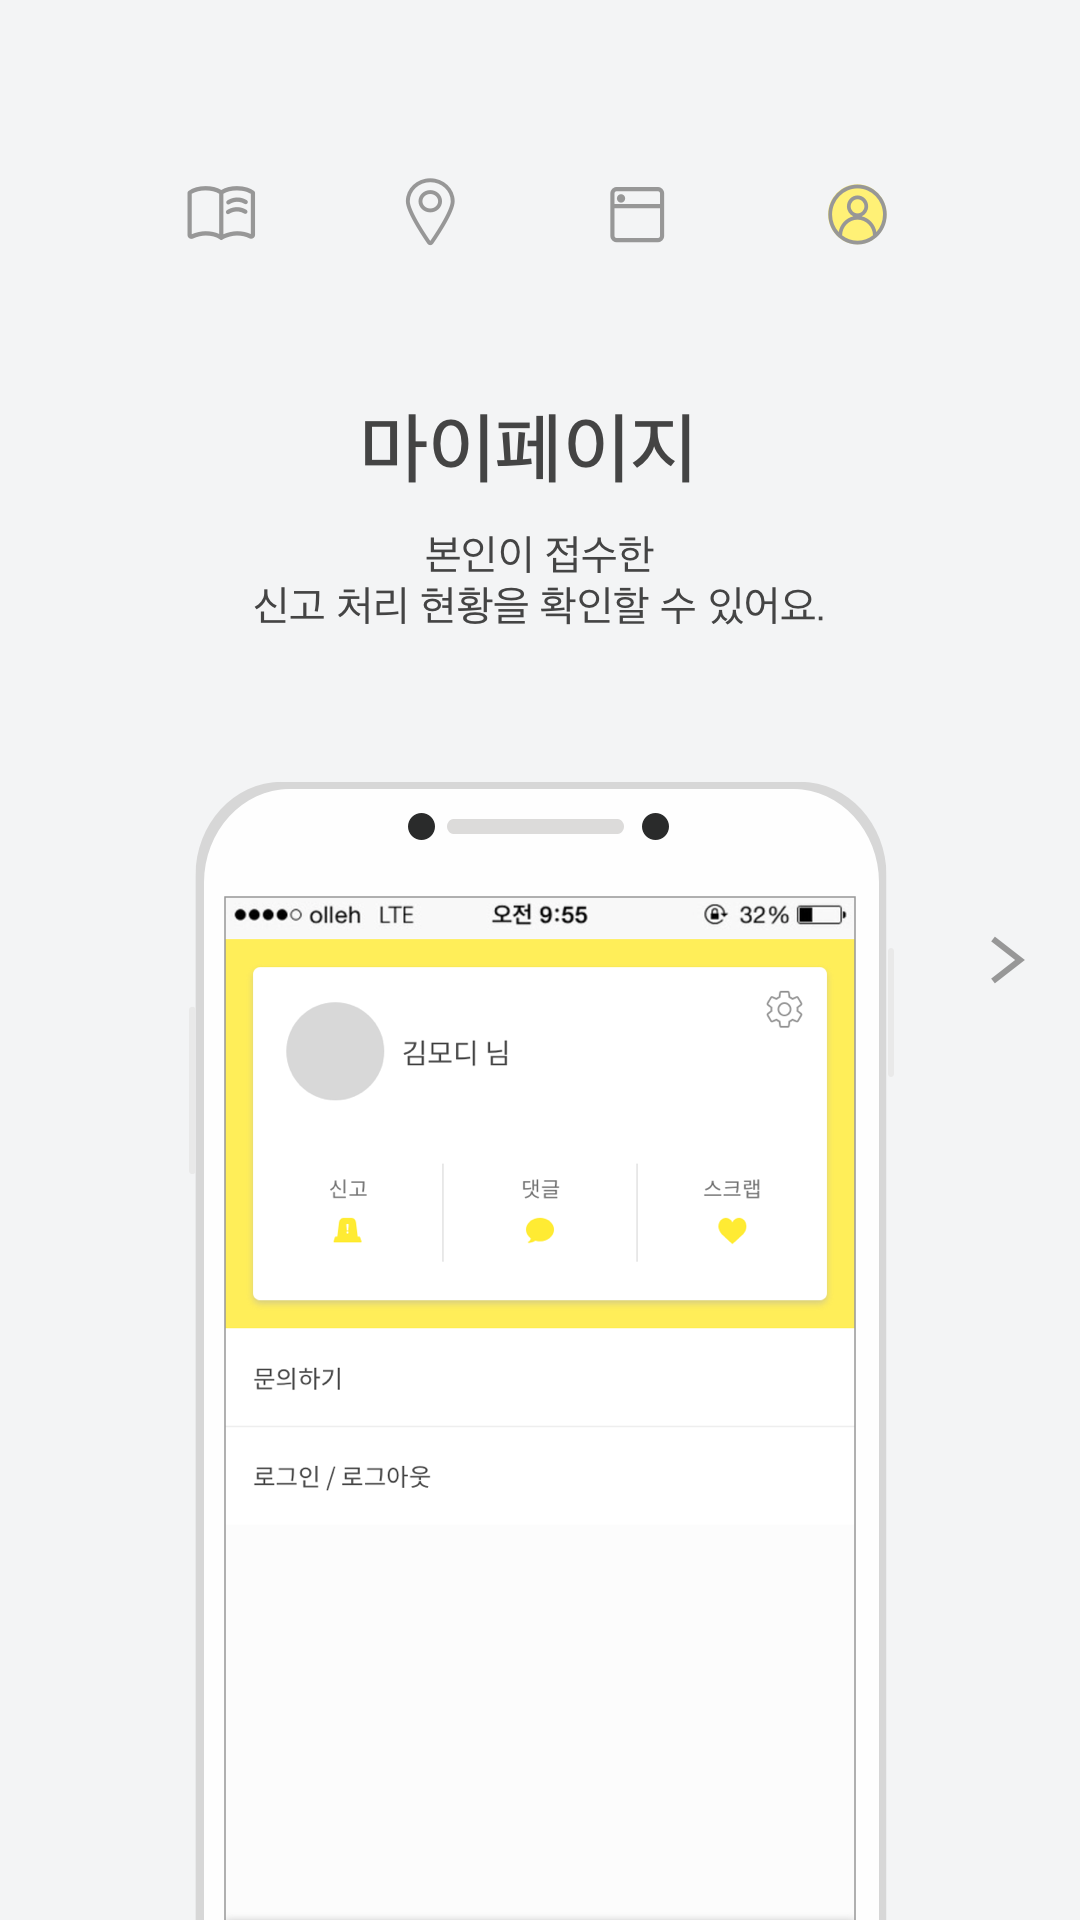 마이페이지
본인이 접수한
신고 처리 현황을 확인할 수 있어요.
olleh LTE 오전 9:55 32%
김모디 님
신고 댓글 스크랩
문의하기
로그인 / 로그아웃